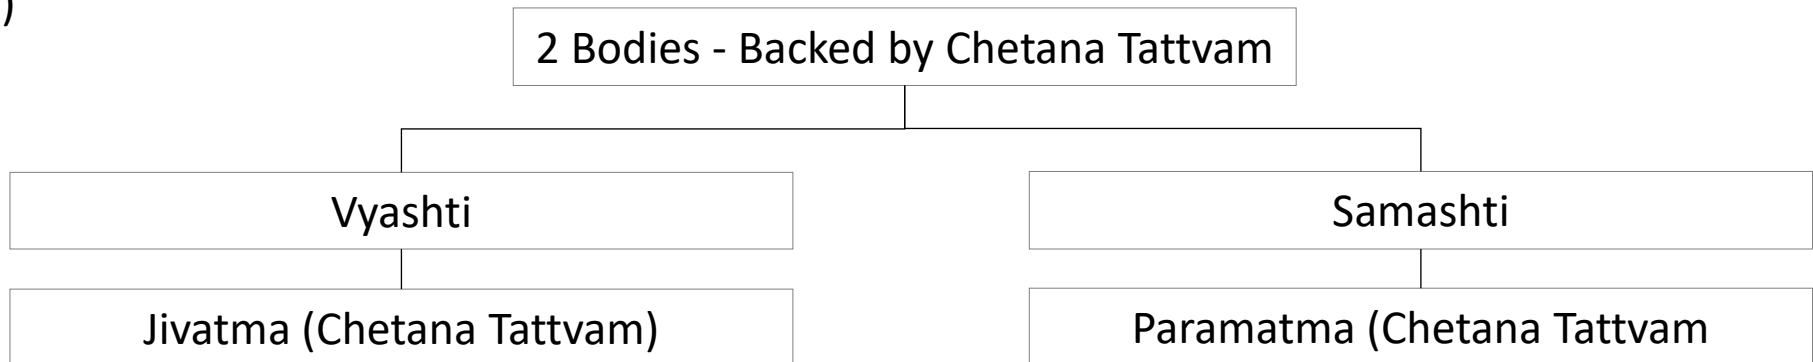 )
2 Bodies - Backed by Chetana Tattvam
Vyashti
Samashti
Jivatma (Chetana Tattvam)
Paramatma (Chetana Tattvam